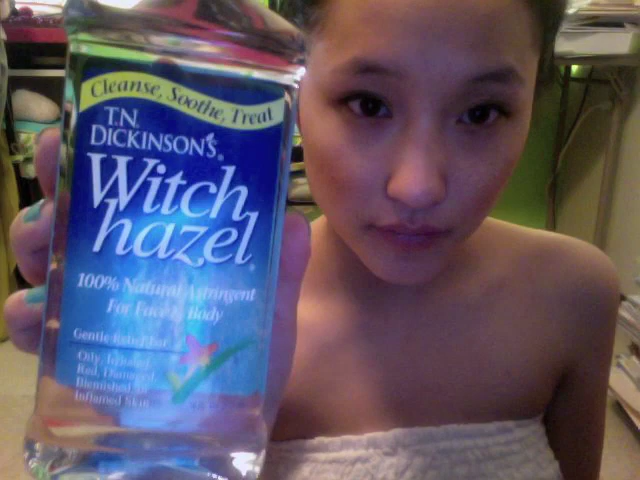 Cleanse, Soothe, Treat
T.N.
DICKINSON'S®
Witch
hazel®
100% Natural Astringent
For Face & Body
Gentle Relief for
Oily, Irritated,
Red, Damaged
Blemished or
Inflamed Skin